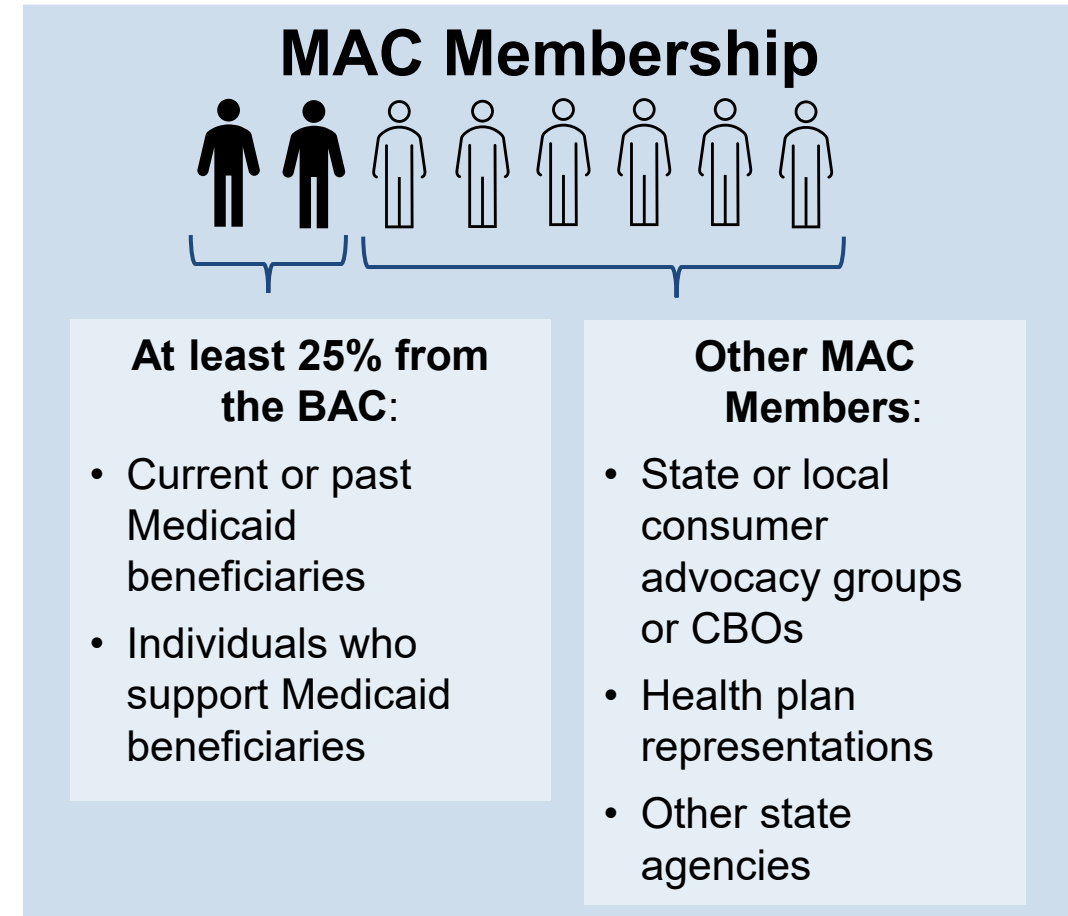 MAC Membership
At least 25% from
the BAC:
• Current or past
Medicaid
beneficiaries
• Individuals who
support Medicaid
beneficiaries
Other MAC
Members:
• State or local
consumer
advocacy groups
or CBOs
• Health plan
representations
• Other state
agencies